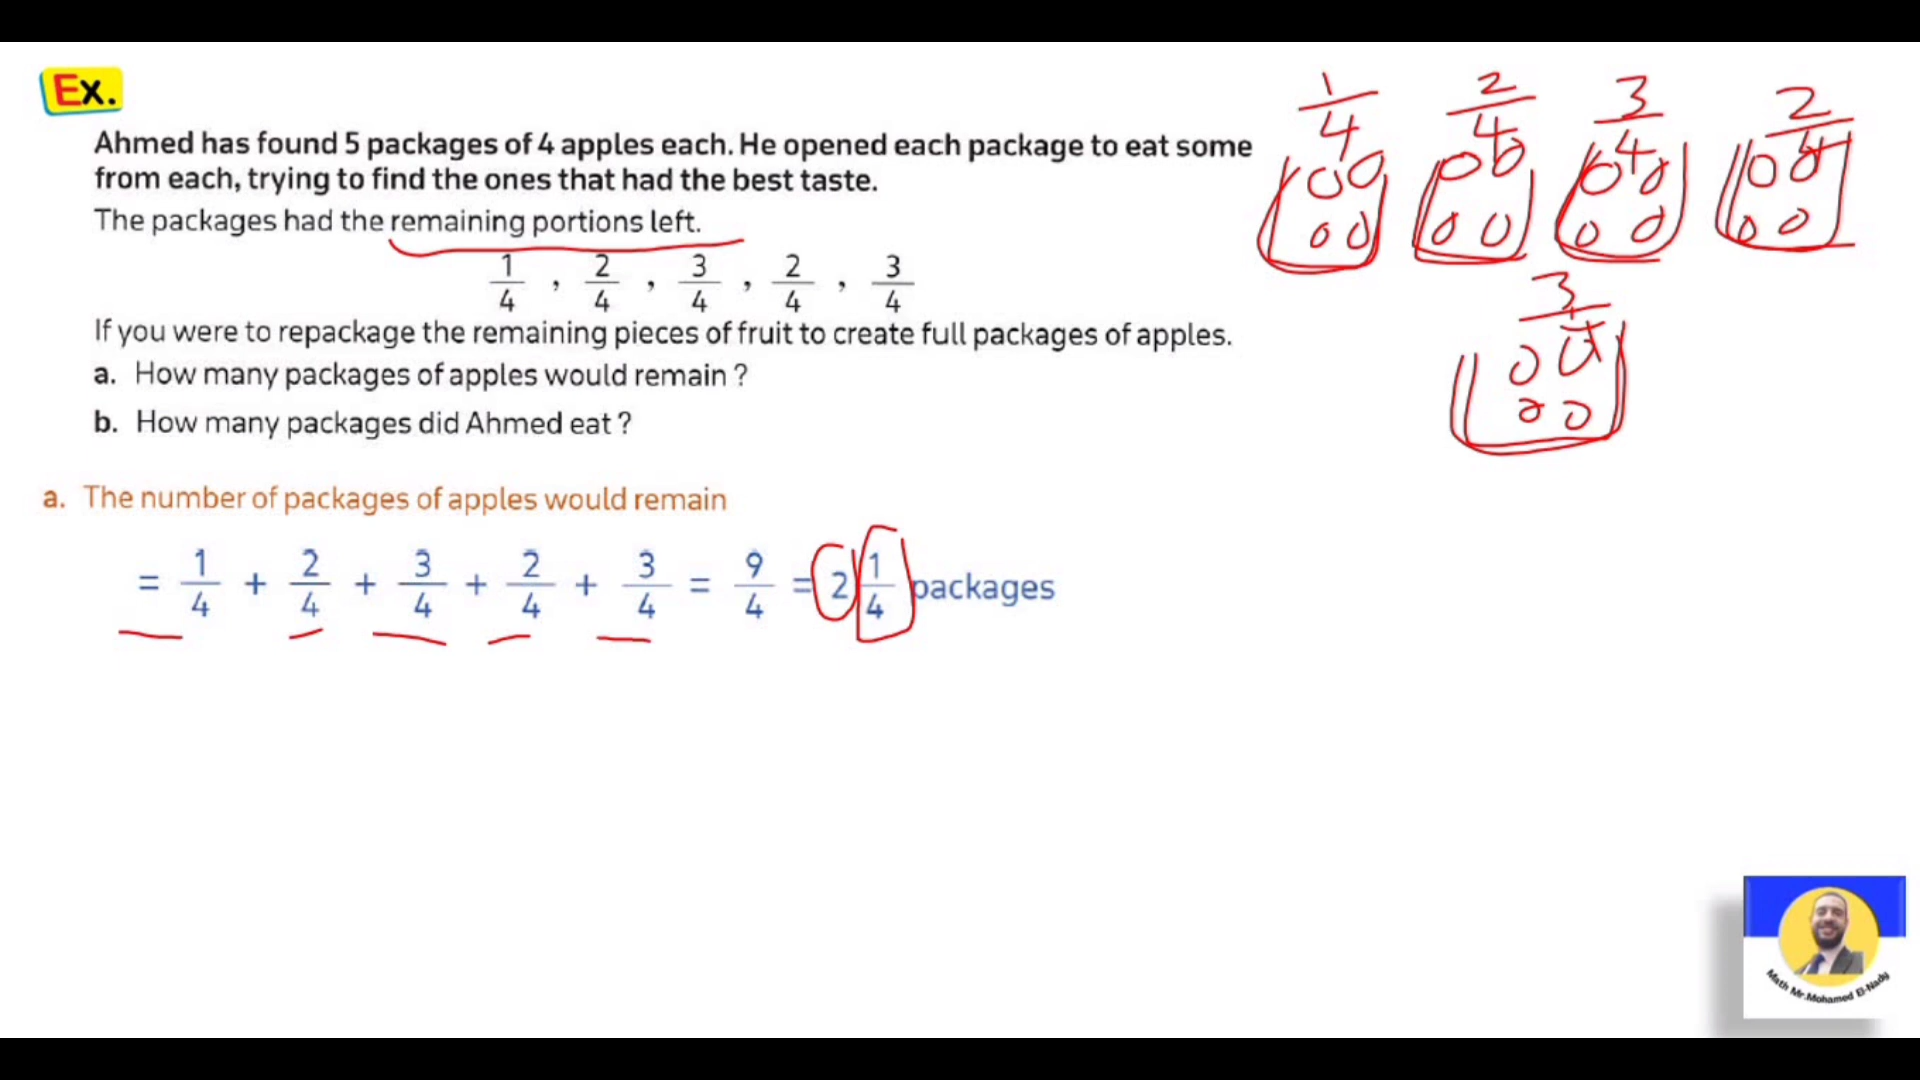 Ex.
Ahmed has found 5 packages of 4 apples each. He opened each package to eat some
from each, trying to find the ones that had the best taste.
The packages had the remaining portions left.
1/4 , 2/4 , 3/4 , 2/4 , 3/4
If you were to repackage the remaining pieces of fruit to create full packages of apples.
a. How many packages of apples would remain ?
b. How many packages did Ahmed eat ?
a. The number of packages of apples would remain
= 1/4 + 2/4 + 3/4 + 2/4 + 3/4 = 9/4 = 2 1/4 packages
1/4 2/4 3/4 2/4
3/4
Math Mr.Mohamed El-Nady